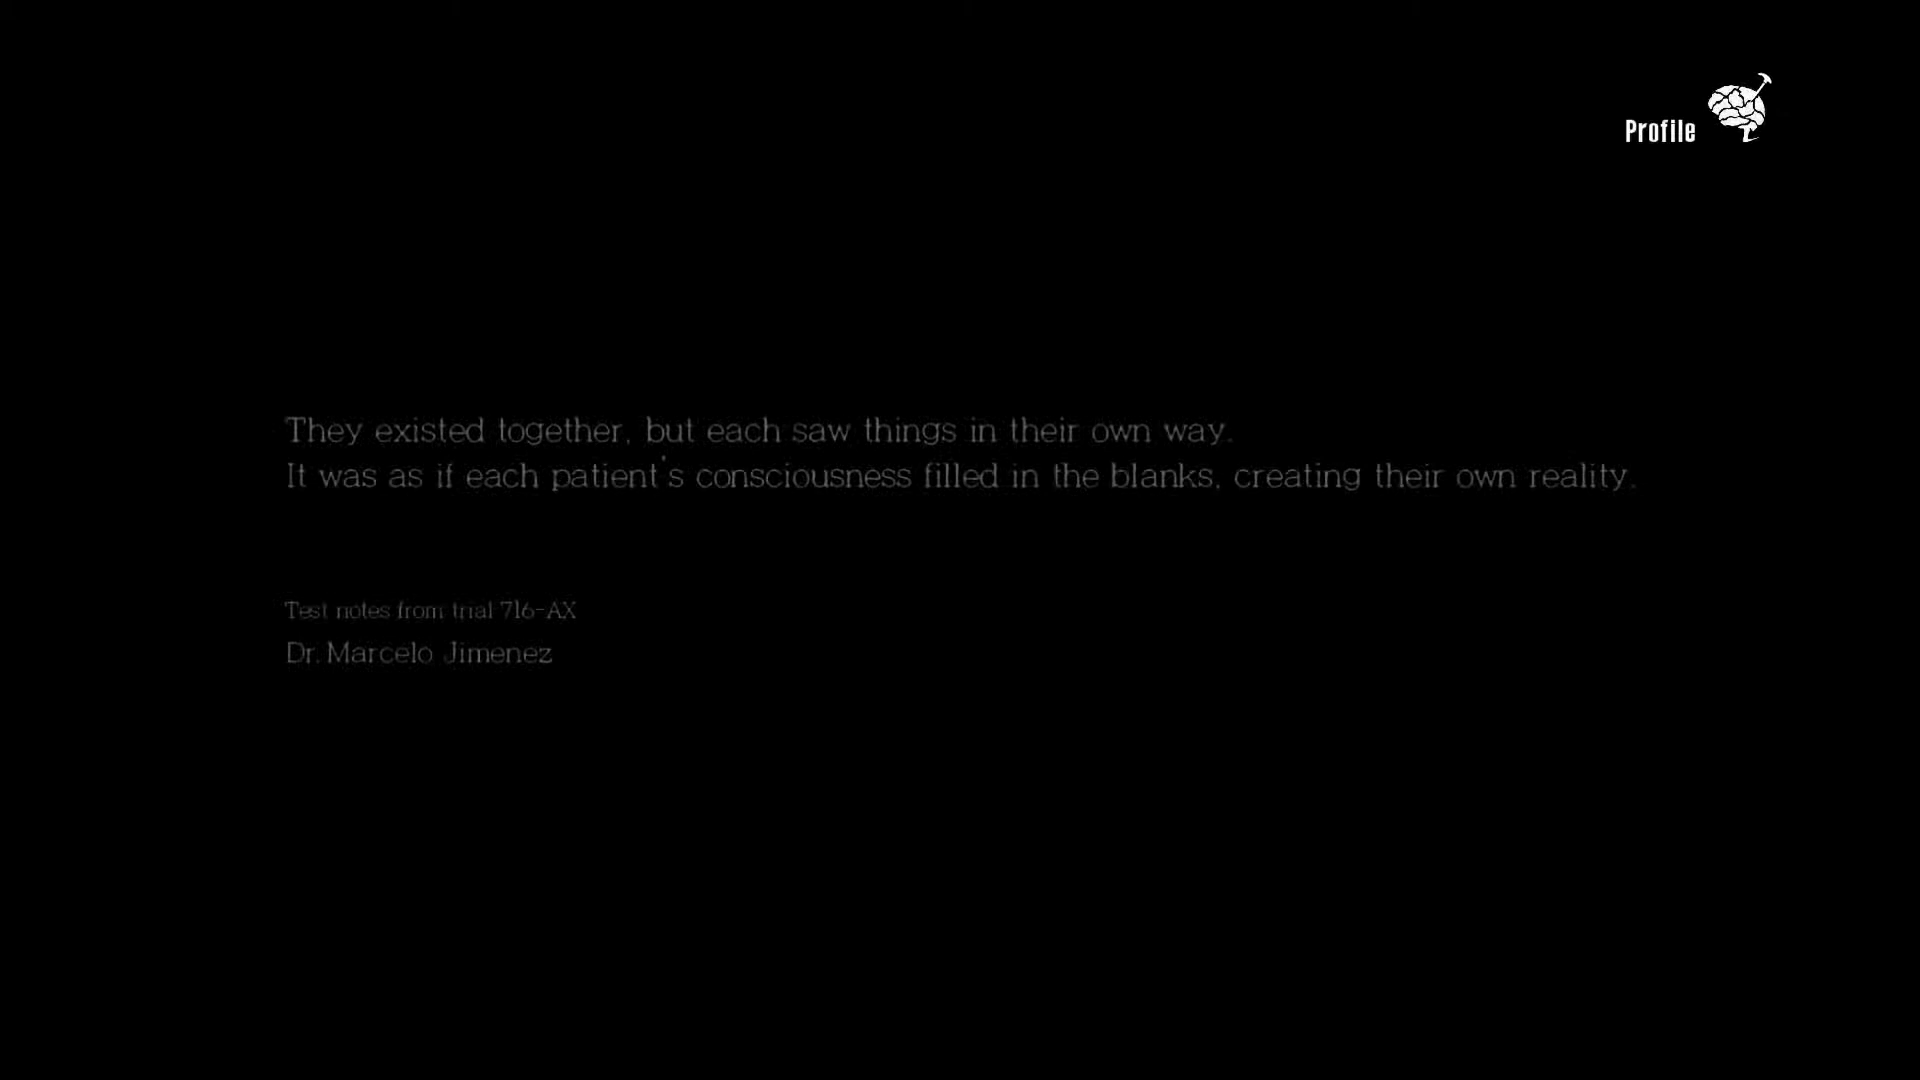 Profile
They existed together, but each saw things in their own way.
It was as if each patient's consciousness filled in the blanks, creating their own reality.
Test notes from trial 716-AX
Dr. Marcelo Jimenez